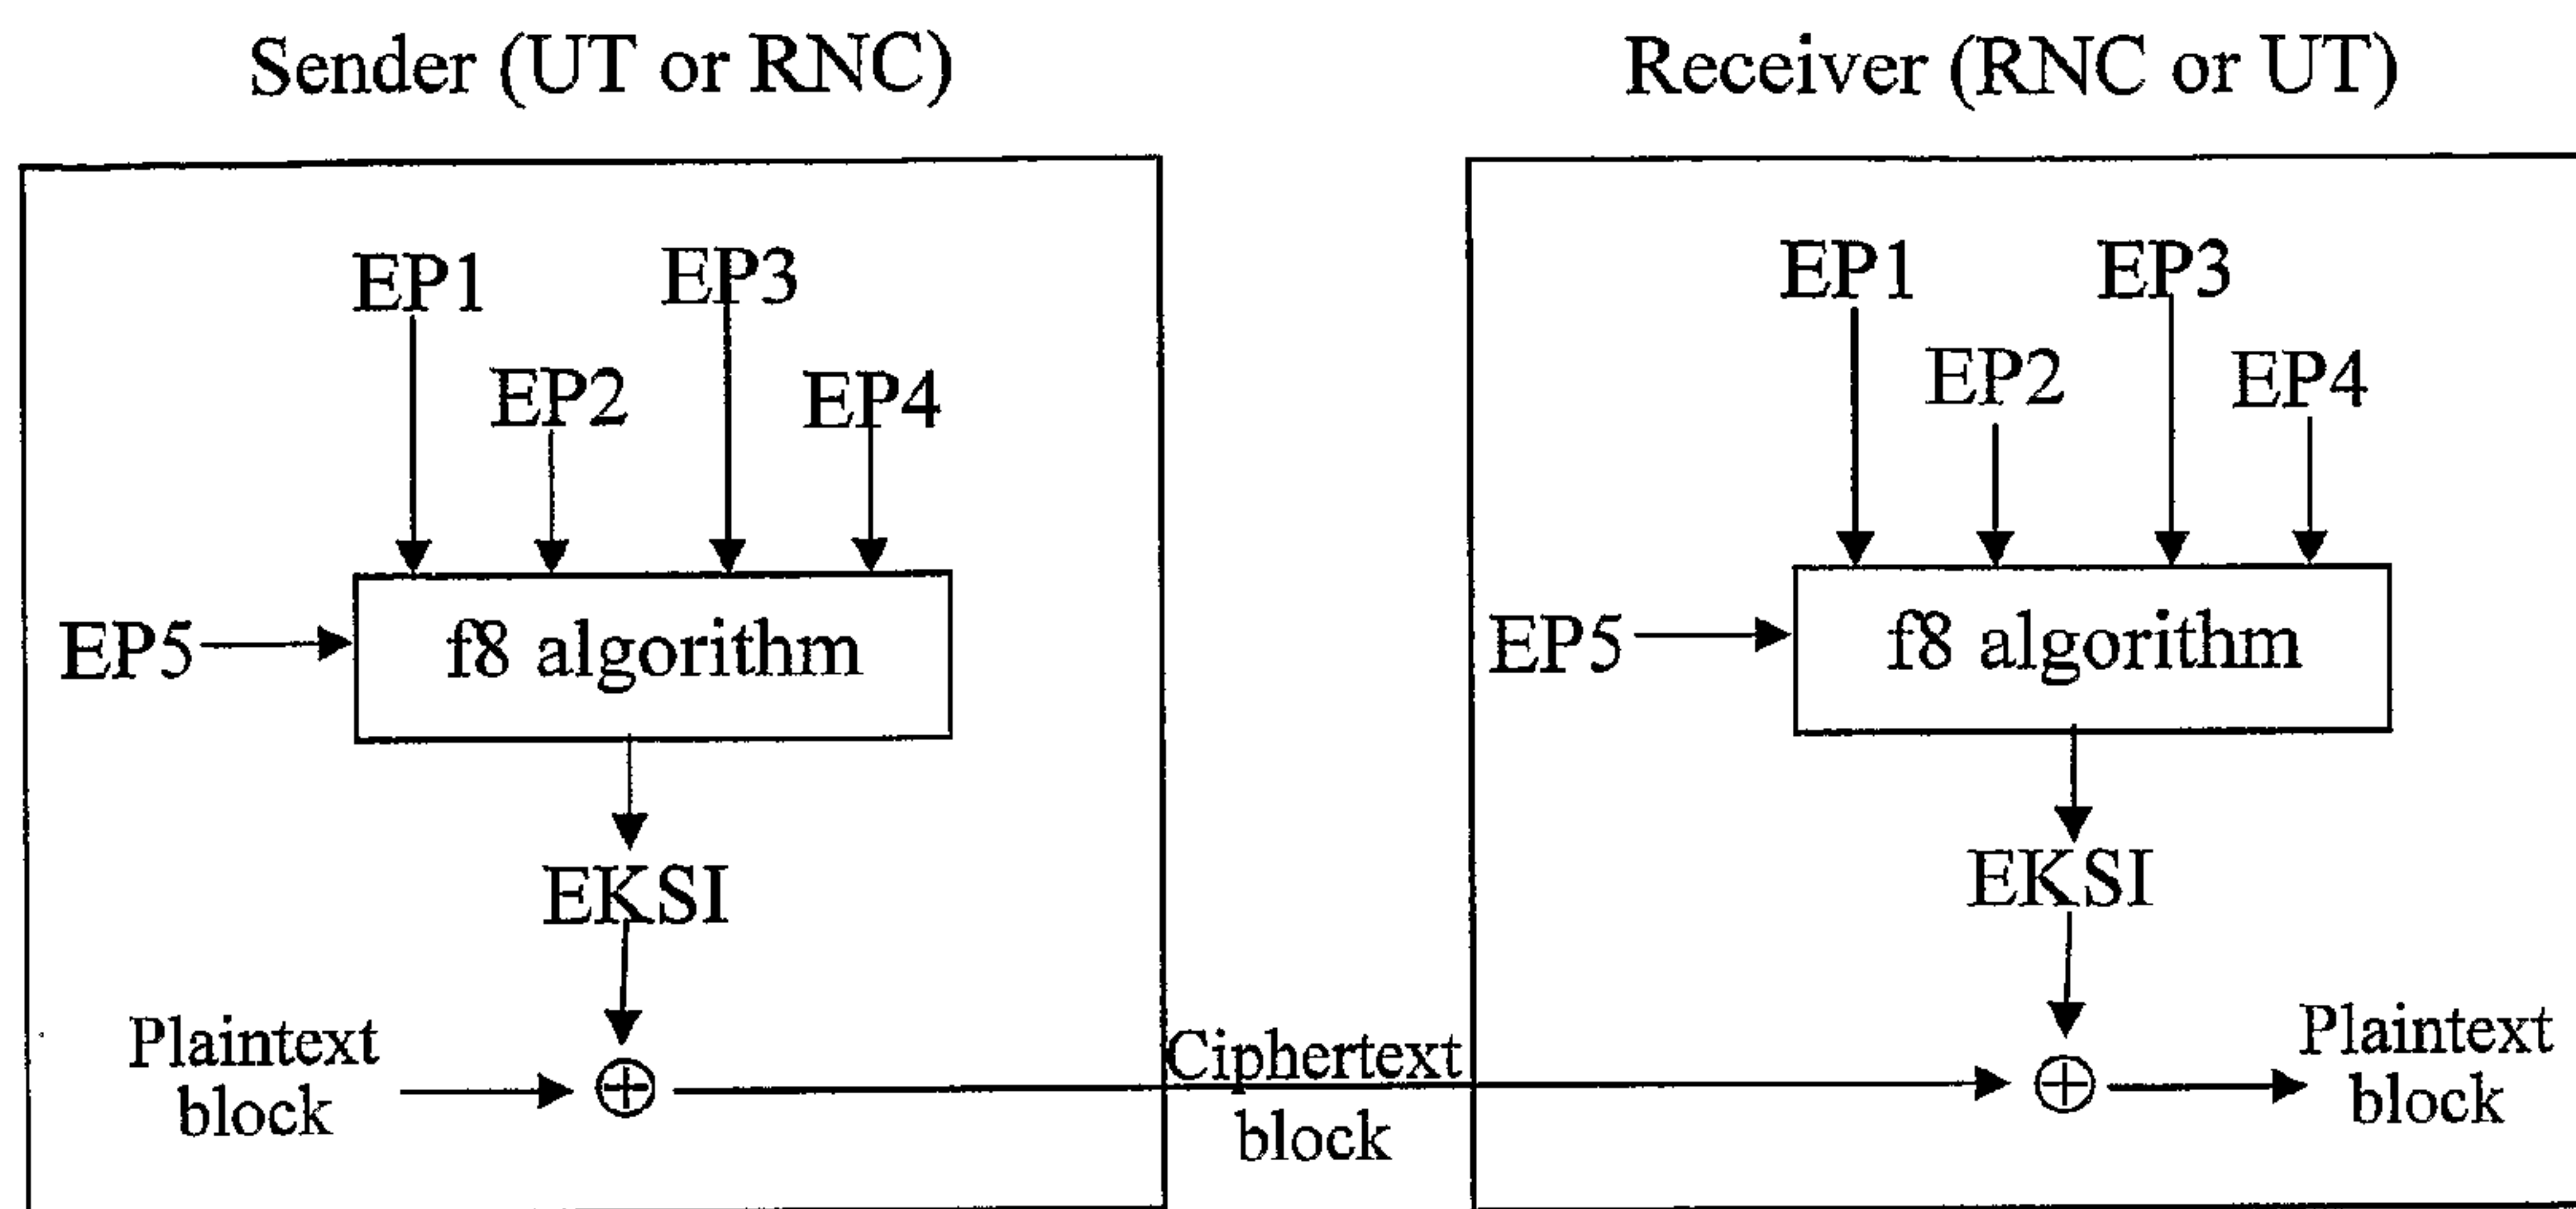 Sender (UT or RNC)
Receiver (RNC or UT)
EP1
EP3
EP2
EP4
EP5
f8 algorithm
EKSI
Plaintext
block
Ciphertext
block
EP1
EP3
EP2
EP4
EP5
f8 algorithm
EKSI
Plaintext
block